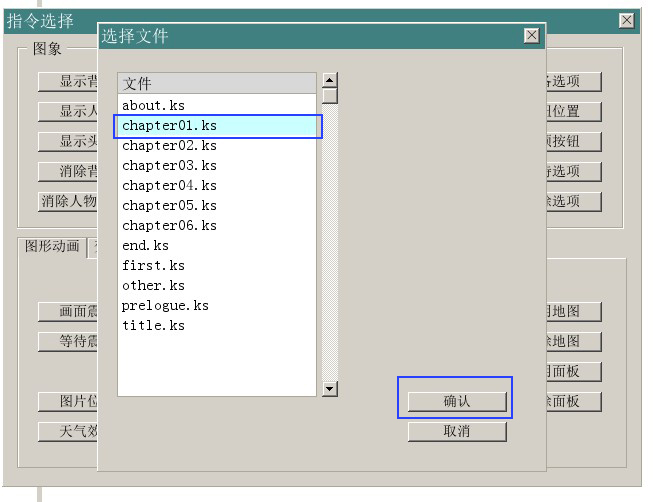 指令选择
选择文件
图象
显示背
显示人
显示头
消除背
消除人物
图形动画
画面震
等待震
图片位
天气效
文件
about.ks
chapter01.ks
chapter02.ks
chapter03.ks
chapter04.ks
chapter05.ks
chapter06.ks
end.ks
first.ks
other.ks
prelogue.ks
title.ks
确认
取消
选项
位置
按钮
选项
选项
地图
地图
面板
面板